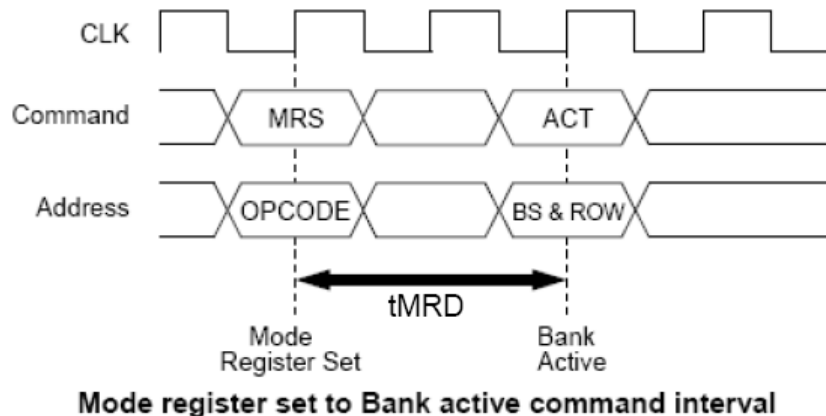 CLK
Command MRS ACT
Address OPCODE BS & ROW
tMRD
Mode Bank
Register Set Active
Mode register set to Bank active command interval